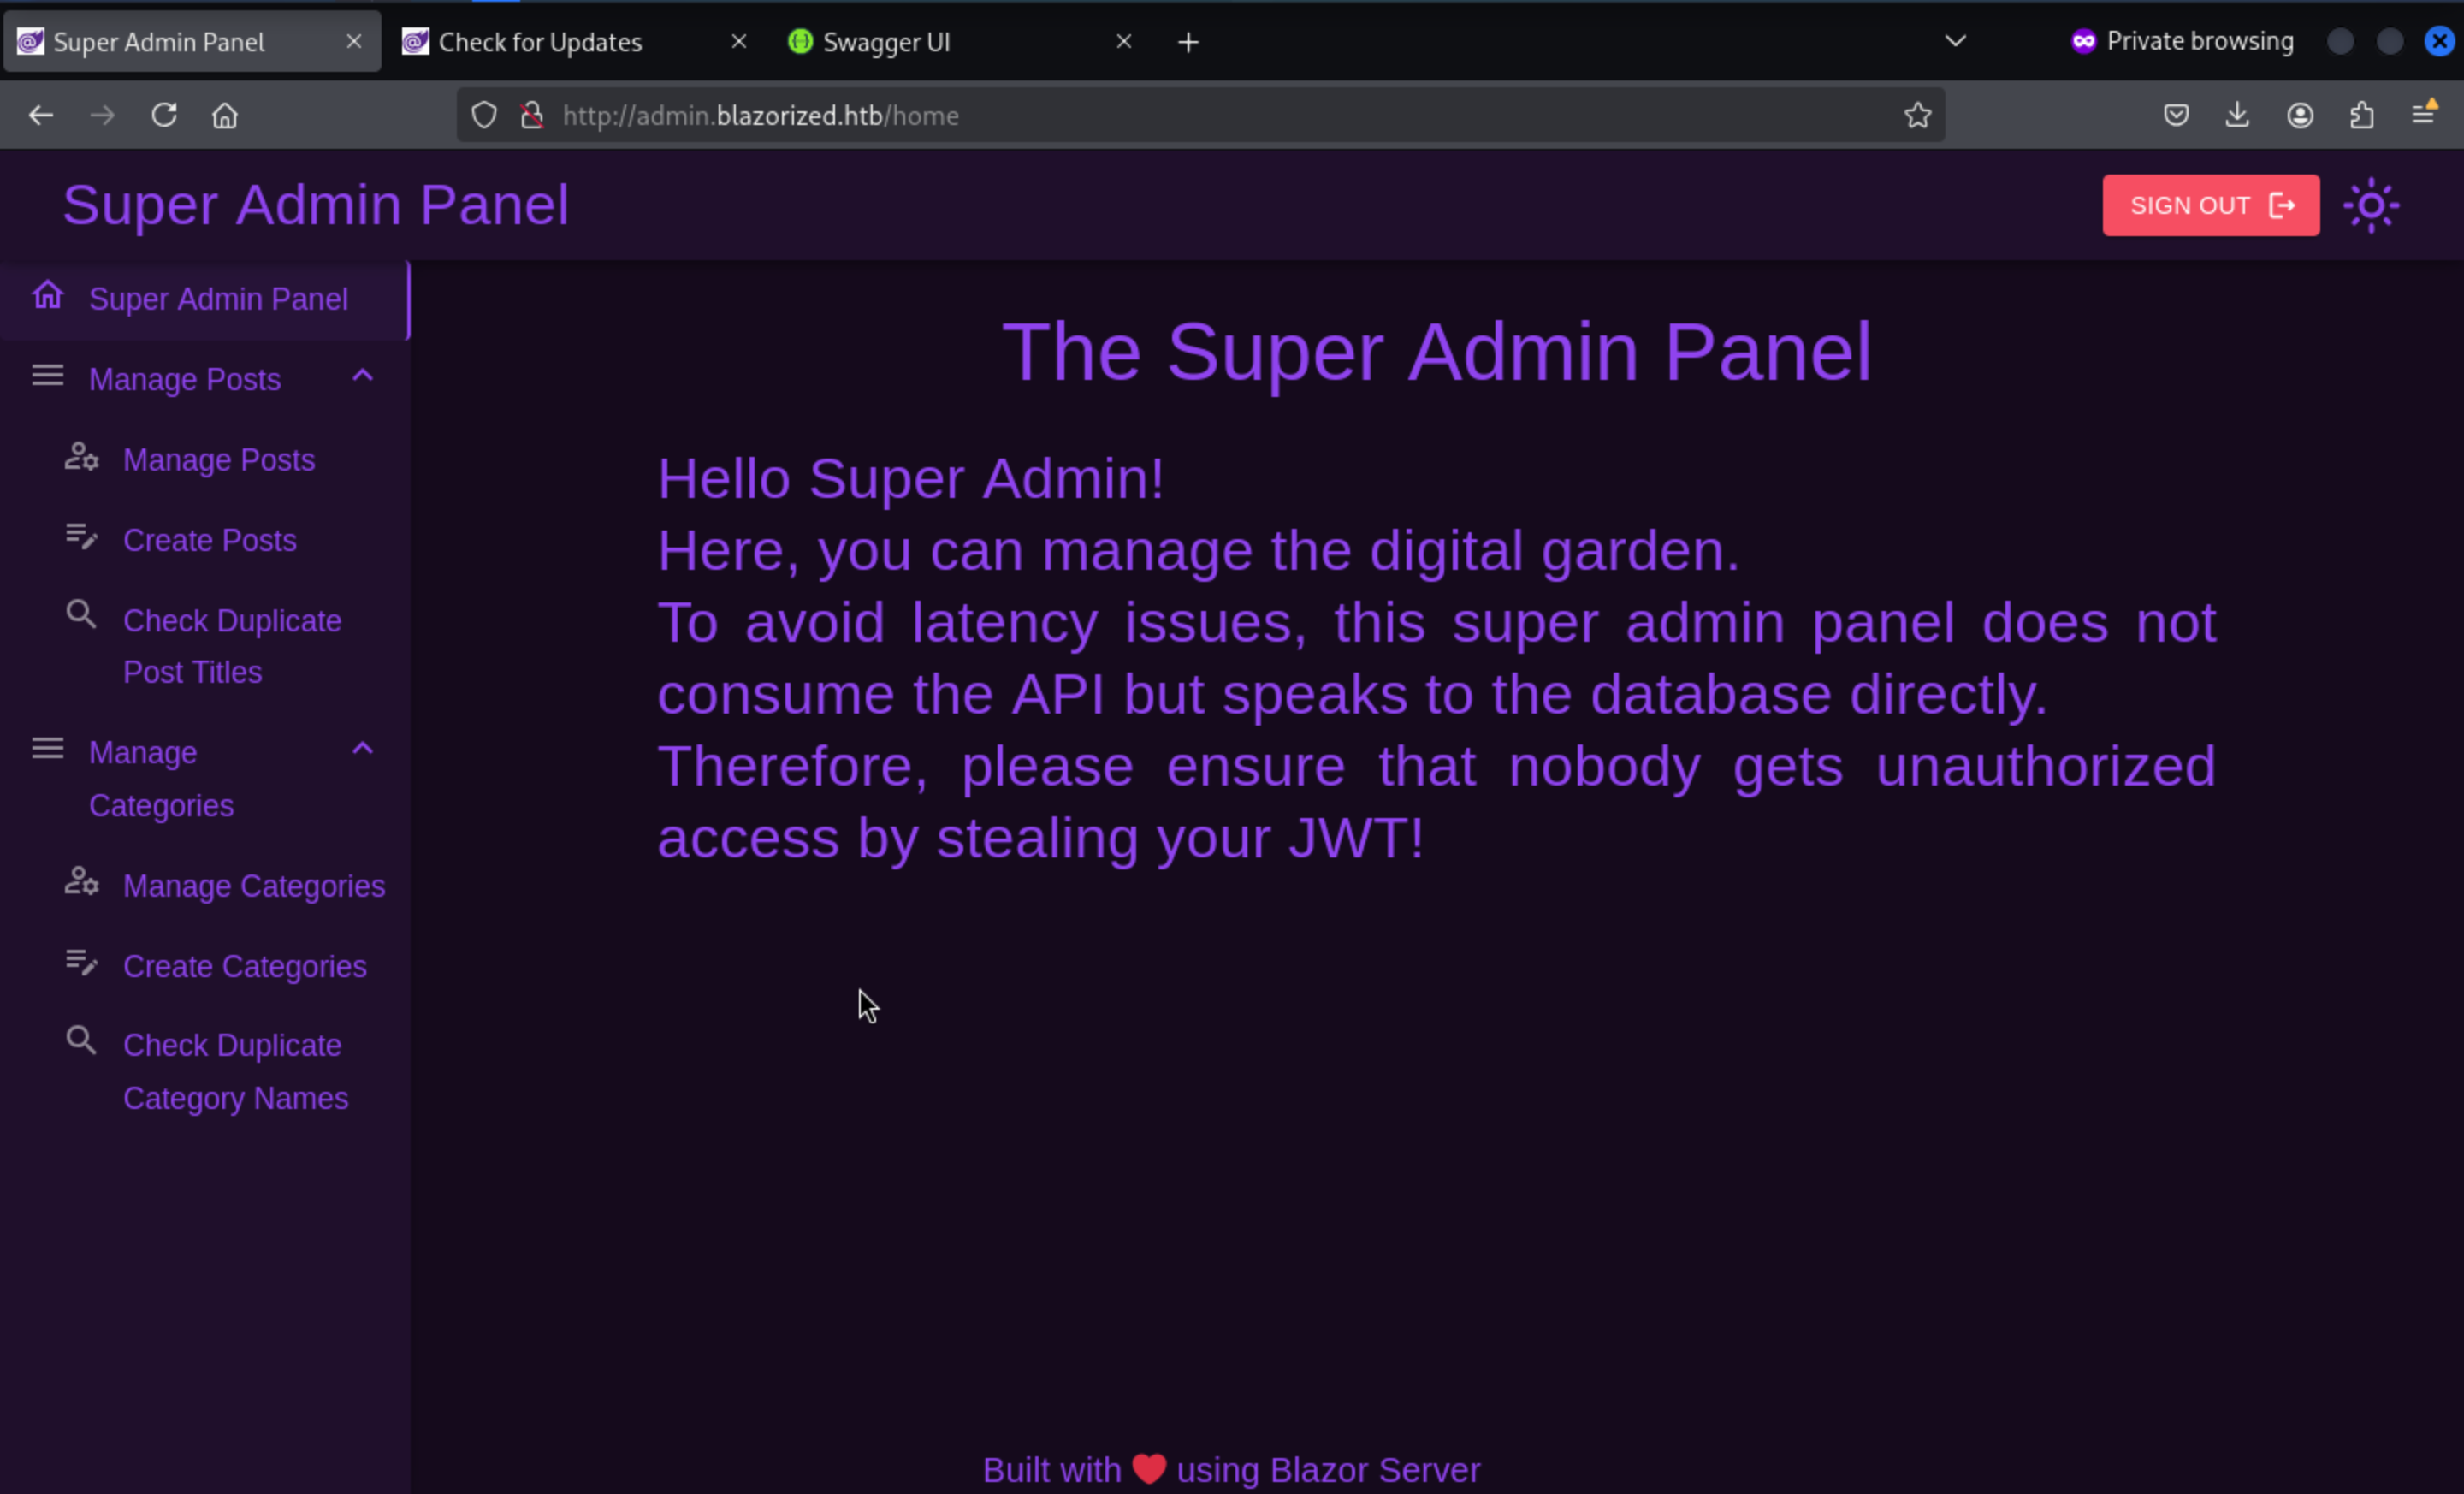 Super Admin Panel
Check for Updates
Swagger UI
Private browsing
http://admin.blazorized.htb/home
Super Admin Panel
SIGN OUT
Super Admin Panel
Manage Posts
Manage Posts
Create Posts
Check Duplicate
Post Titles
Manage
Categories
Manage Categories
Create Categories
Check Duplicate
Category Names
The Super Admin Panel
Hello Super Admin!
Here, you can manage the digital garden.
To avoid latency issues, this super admin panel does not
consume the API but speaks to the database directly.
Therefore, please ensure that nobody gets unauthorized
access by stealing your JWT!
Built with ❤ using Blazor Server